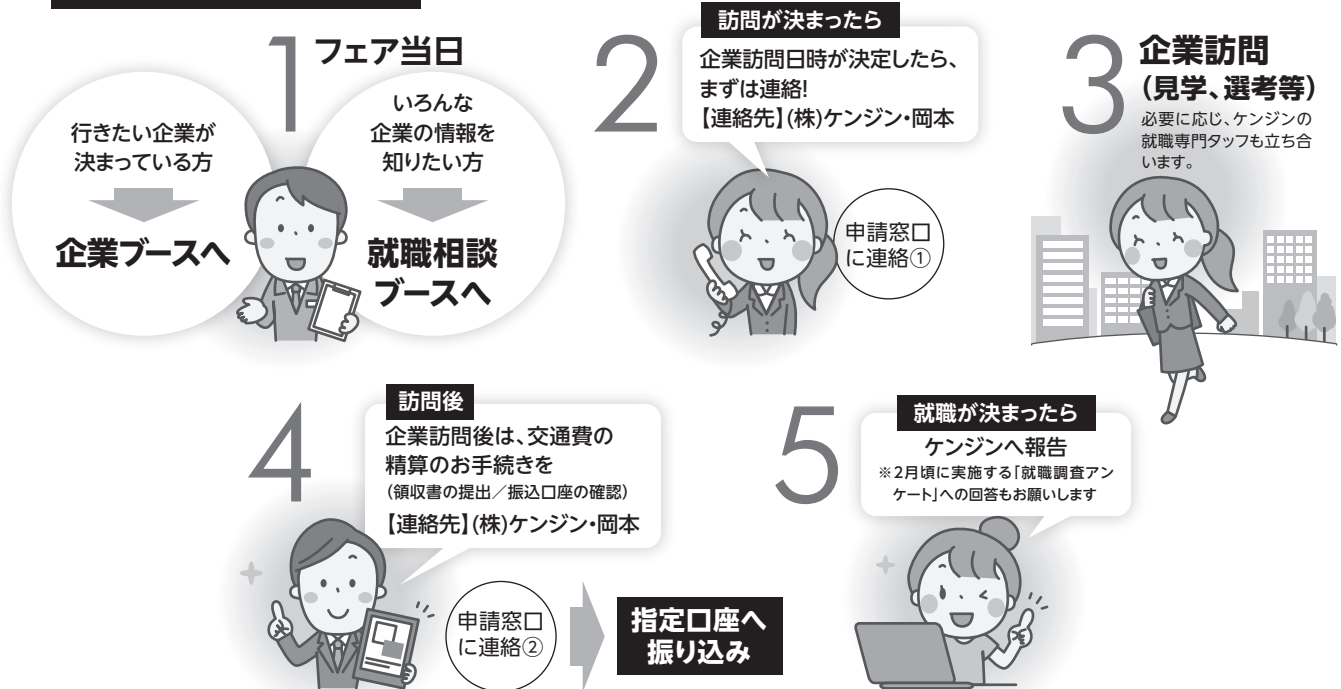 1
フェア当日
行きたい企業が
決まっている方
企業ブースへ
いろんな
企業の情報を
知りたい方
就職相談
ブースへ
2
訪問が決まったら
企業訪問日時が決定したら、
まずは連絡!
【連絡先】(株)ケンジン・岡本
申請窓口
に連絡①
3
企業訪問
(見学、選考等)
必要に応じ、ケンジンの
就職専門タッフも立ち合
います。
4
訪問後
企業訪問後は、交通費の
精算のお手続きを
(領収書の提出/振込口座の確認)
【連絡先】(株)ケンジン・岡本
申請窓口
に連絡②
指定口座へ
振り込み
5
就職が決まったら
ケンジンへ報告
※2月頃に実施する「就職調査アン
ケート」への回答もお願いします